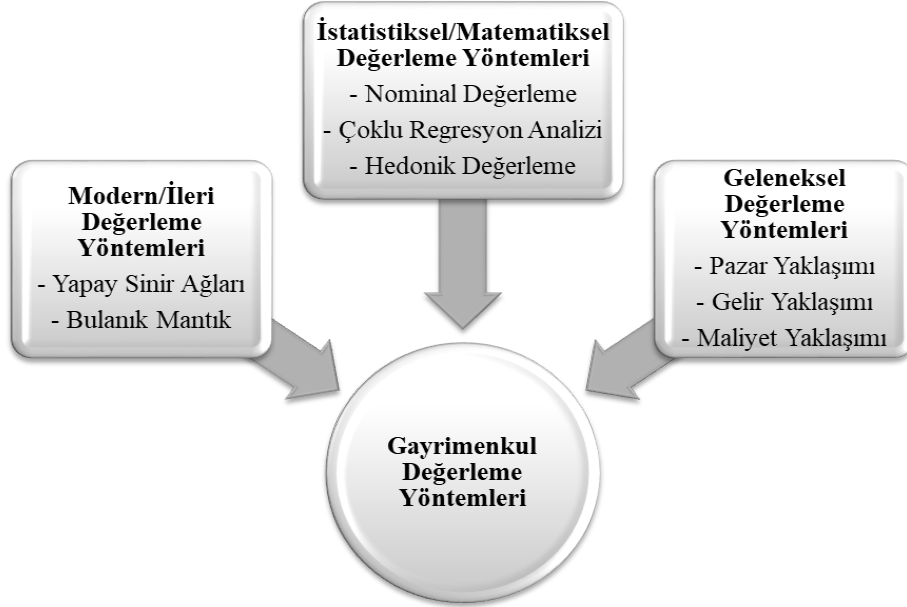 İstatistiksel/Matematiksel
Değerleme Yöntemleri
- Nominal Değerleme
- Çoklu Regresyon Analizi
- Hedonik Değerleme
Modern/İleri
Değerleme
Yöntemleri
- Yapay Sinir Ağları
- Bulanık Mantık
Geleneksel
Değerleme
Yöntemleri
- Pazar Yaklaşımı
- Gelir Yaklaşımı
- Maliyet Yaklaşımı
Gayrimenkul
Değerleme
Yöntemleri